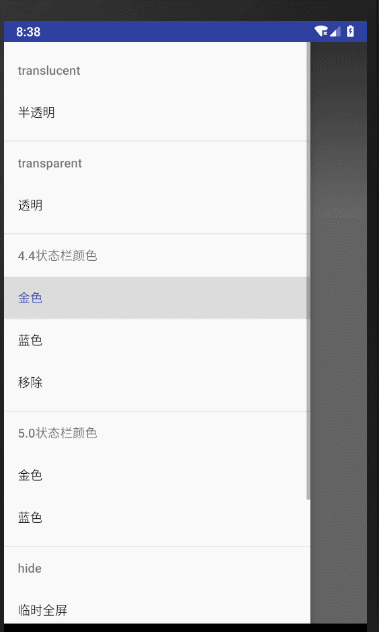 8:38
translucent
半透明
transparent
透明
4.4状态栏颜色
金色
蓝色
移除
5.0状态栏颜色
金色
蓝色
hide
临时全屏